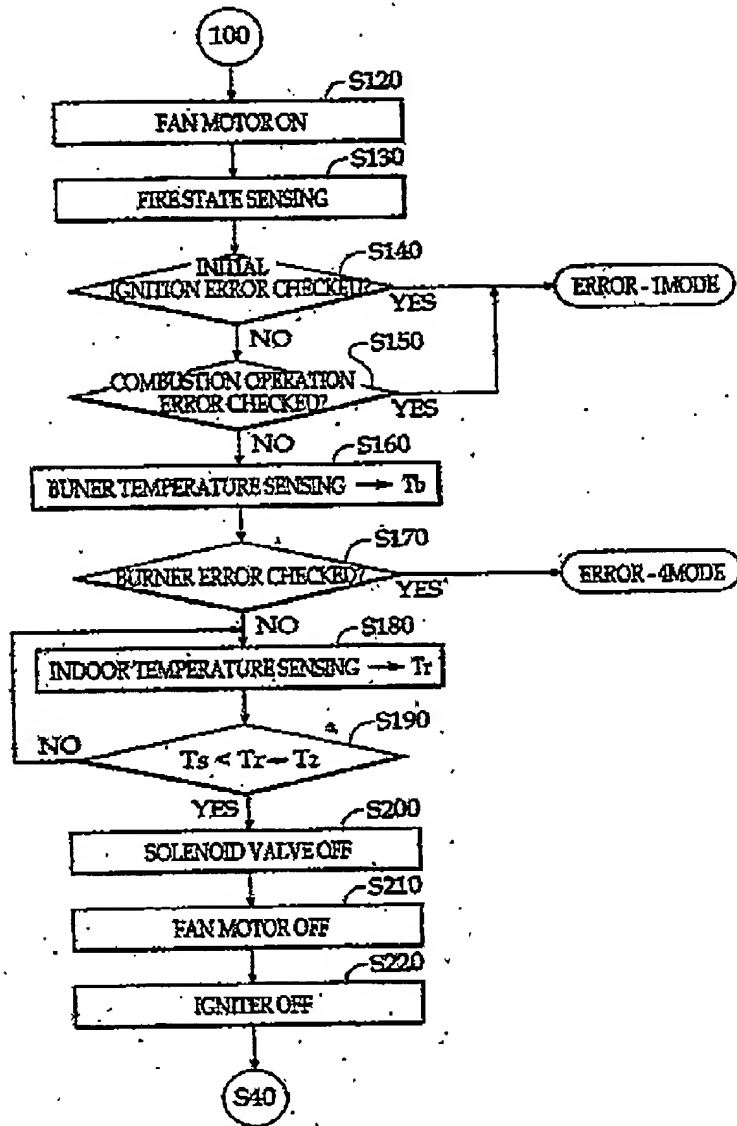 100
S120
FAN MOTOR ON
S130
FIRE STATE SENSING
S140
INITIAL
IGNITION ERROR CHECKED?
YES
ERROR - 1MODE
NO
S150
COMBUSTION OPERATION
ERROR CHECKED?
YES
NO
S160
BUNER TEMPERATURE SENSING → Tb
S170
BURNER ERROR CHECKED?
YES
ERROR - 4MODE
NO
S180
INDOOR TEMPERATURE SENSING → Tr
S190
NO
Ts < Tr - T2
YES
S200
SOLENOID VALVE OFF
S210
FAN MOTOR OFF
S220
IGNITER OFF
S40